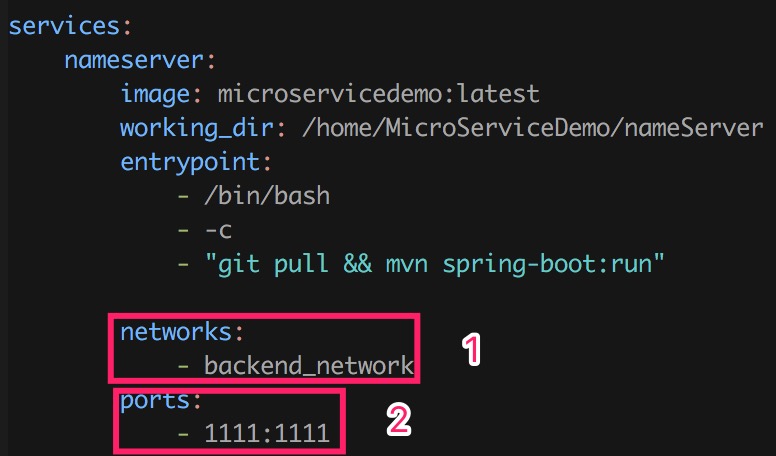 services:
    nameserver:
        image: microservicedemo:latest
        working_dir: /home/MicroServiceDemo/nameServer
        entrypoint:
            - /bin/bash
            - -c
            - "git pull && mvn spring-boot:run"
        networks:
            - backend_network
1
        ports:
            - 1111:1111
2